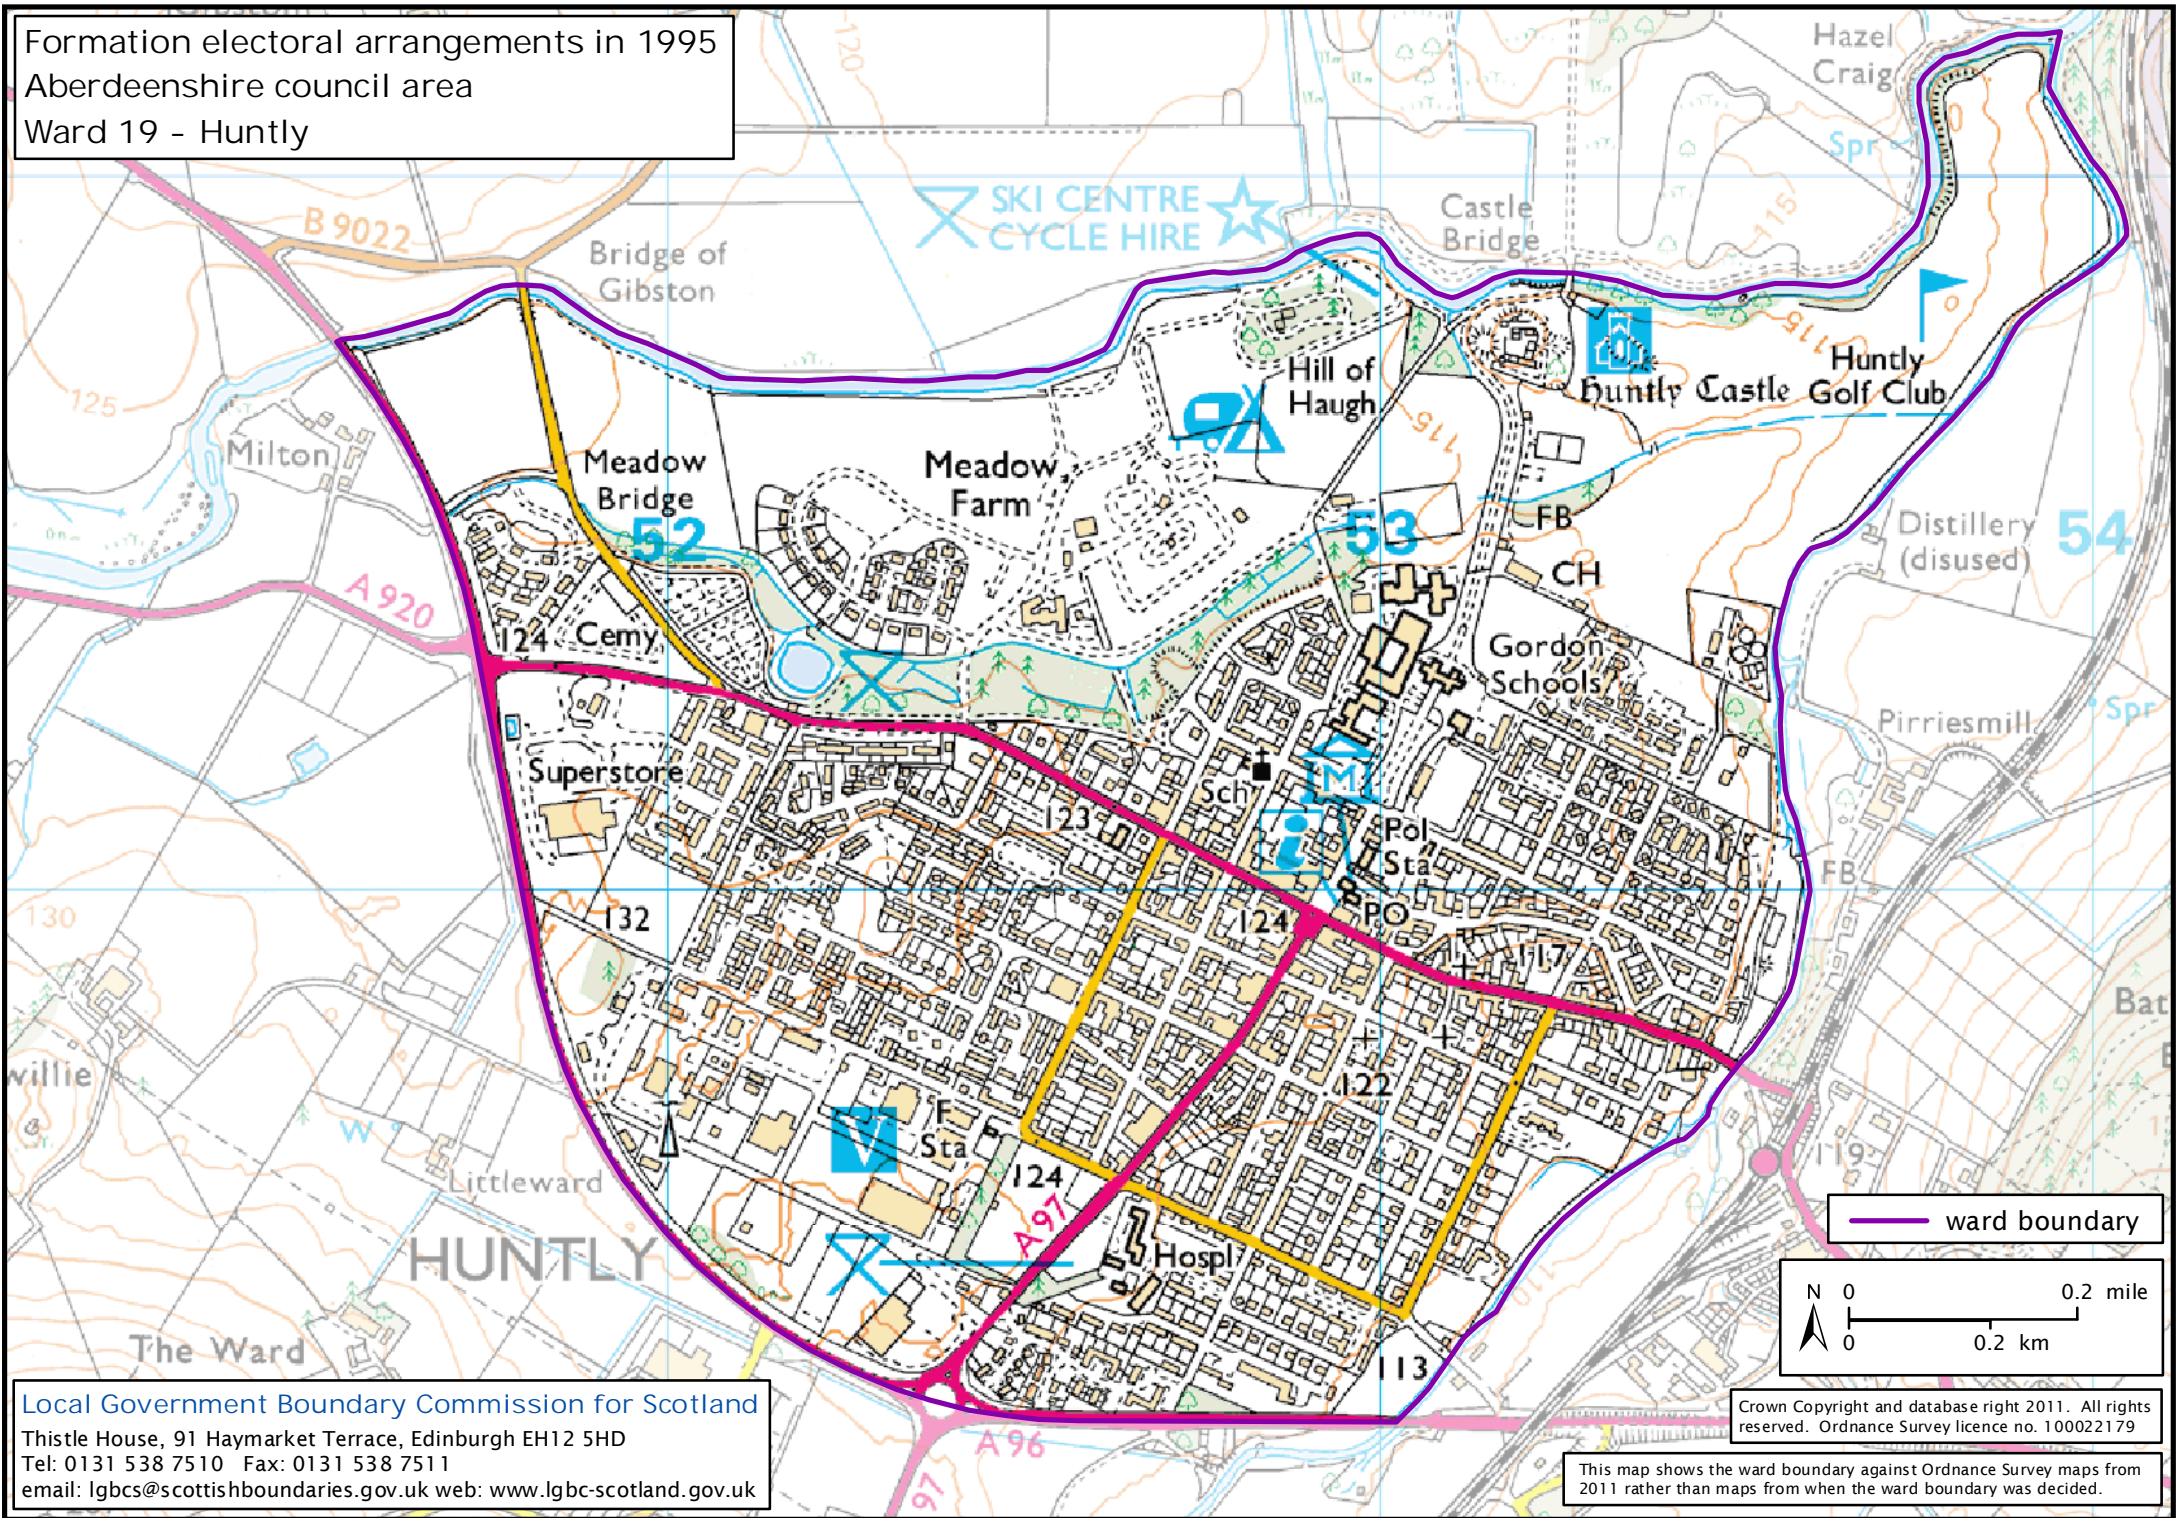 Formation electoral arrangements in 1995
Aberdeenshire council area
Ward 19 - Huntly
120
Hazel
Craig
Spr
B 9022
Bridge of
Gibston
SKI CENTRE
CYCLE HIRE
Castle
Bridge
115
125
Milton
Hill of
Haugh
115
Huntly Castle
Huntly
Golf Club
115
Meadow
Bridge
Meadow
Farm
52
53
54
FB
Distillery
(disused)
A 920
CH
124
Cemy
Gordon
Schools
Pirriesmill
Spr
Superstore
Sch
M
123
i
Pol
Sta
FB
130
132
124
PO
117
Bat
willie
122
W
V
F
Sta
119
Littleward
124
A 97
HUNTLY
Hospl
ward boundary
The Ward
113
N 0 0.2 mile
0 0.2 km
A 96
97
Local Government Boundary Commission for Scotland
Thistle House, 91 Haymarket Terrace, Edinburgh EH12 5HD
Tel: 0131 538 7510 Fax: 0131 538 7511
email: lgbcs@scottishboundaries.gov.uk web: www.lgbc-scotland.gov.uk
Crown Copyright and database right 2011. All rights
reserved. Ordnance Survey licence no. 100022179
This map shows the ward boundary against Ordnance Survey maps from
2011 rather than maps from when the ward boundary was decided.